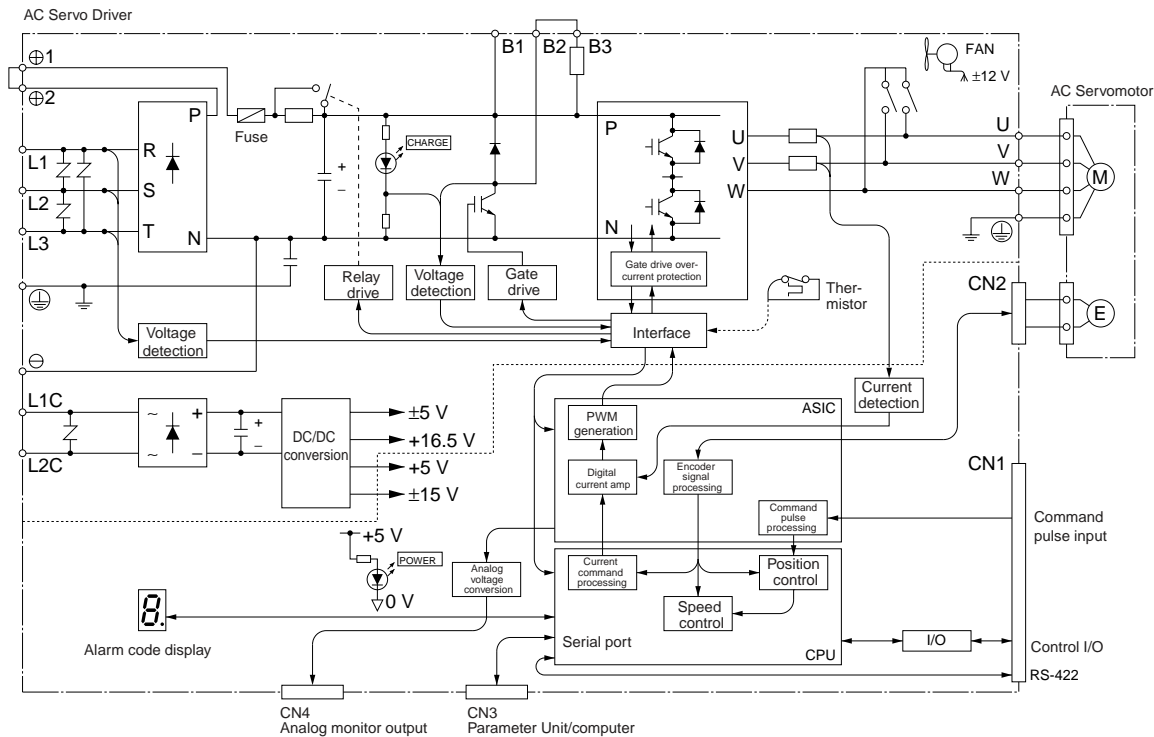 AC Servo Driver
⊕1
⊕2
B1
B2
B3
FAN
±12 V
AC Servomotor
P
Fuse
CHARGE
P
U
V
W
U
V
W
M
L1
R
L2
S
L3
T
N
+
–
N
Relay
drive
Voltage
detection
Gate
drive
Gate drive over-
current protection
Ther-
mistor
CN2
E
Voltage
detection
Interface
⊖
L1C
L2C
~
~
+
–
+
–
DC/DC
conversion
±5 V
+16.5 V
+5 V
±15 V
Current
detection
ASIC
PWM
generation
Digital
current amp
Encoder
signal
processing
Command
pulse
processing
CN1
Command
pulse input
+5 V
POWER
0 V
Analog
voltage
conversion
Current
command
processing
Position
control
Speed
control
8.
Alarm code display
Serial port
CPU
I/O
Control I/O
RS-422
CN4
Analog monitor output
CN3
Parameter Unit/computer